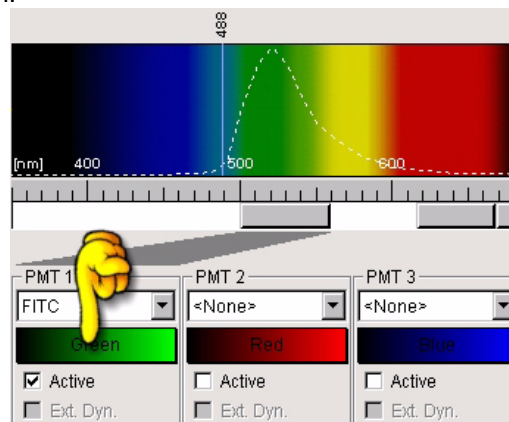 488
[nm] 400 500 600
PMT 1 PMT 2 PMT 3
FITC <None> <None>
Green Red Blue
Active Active Active
Ext. Dyn. Ext. Dyn. Ext. Dyn.